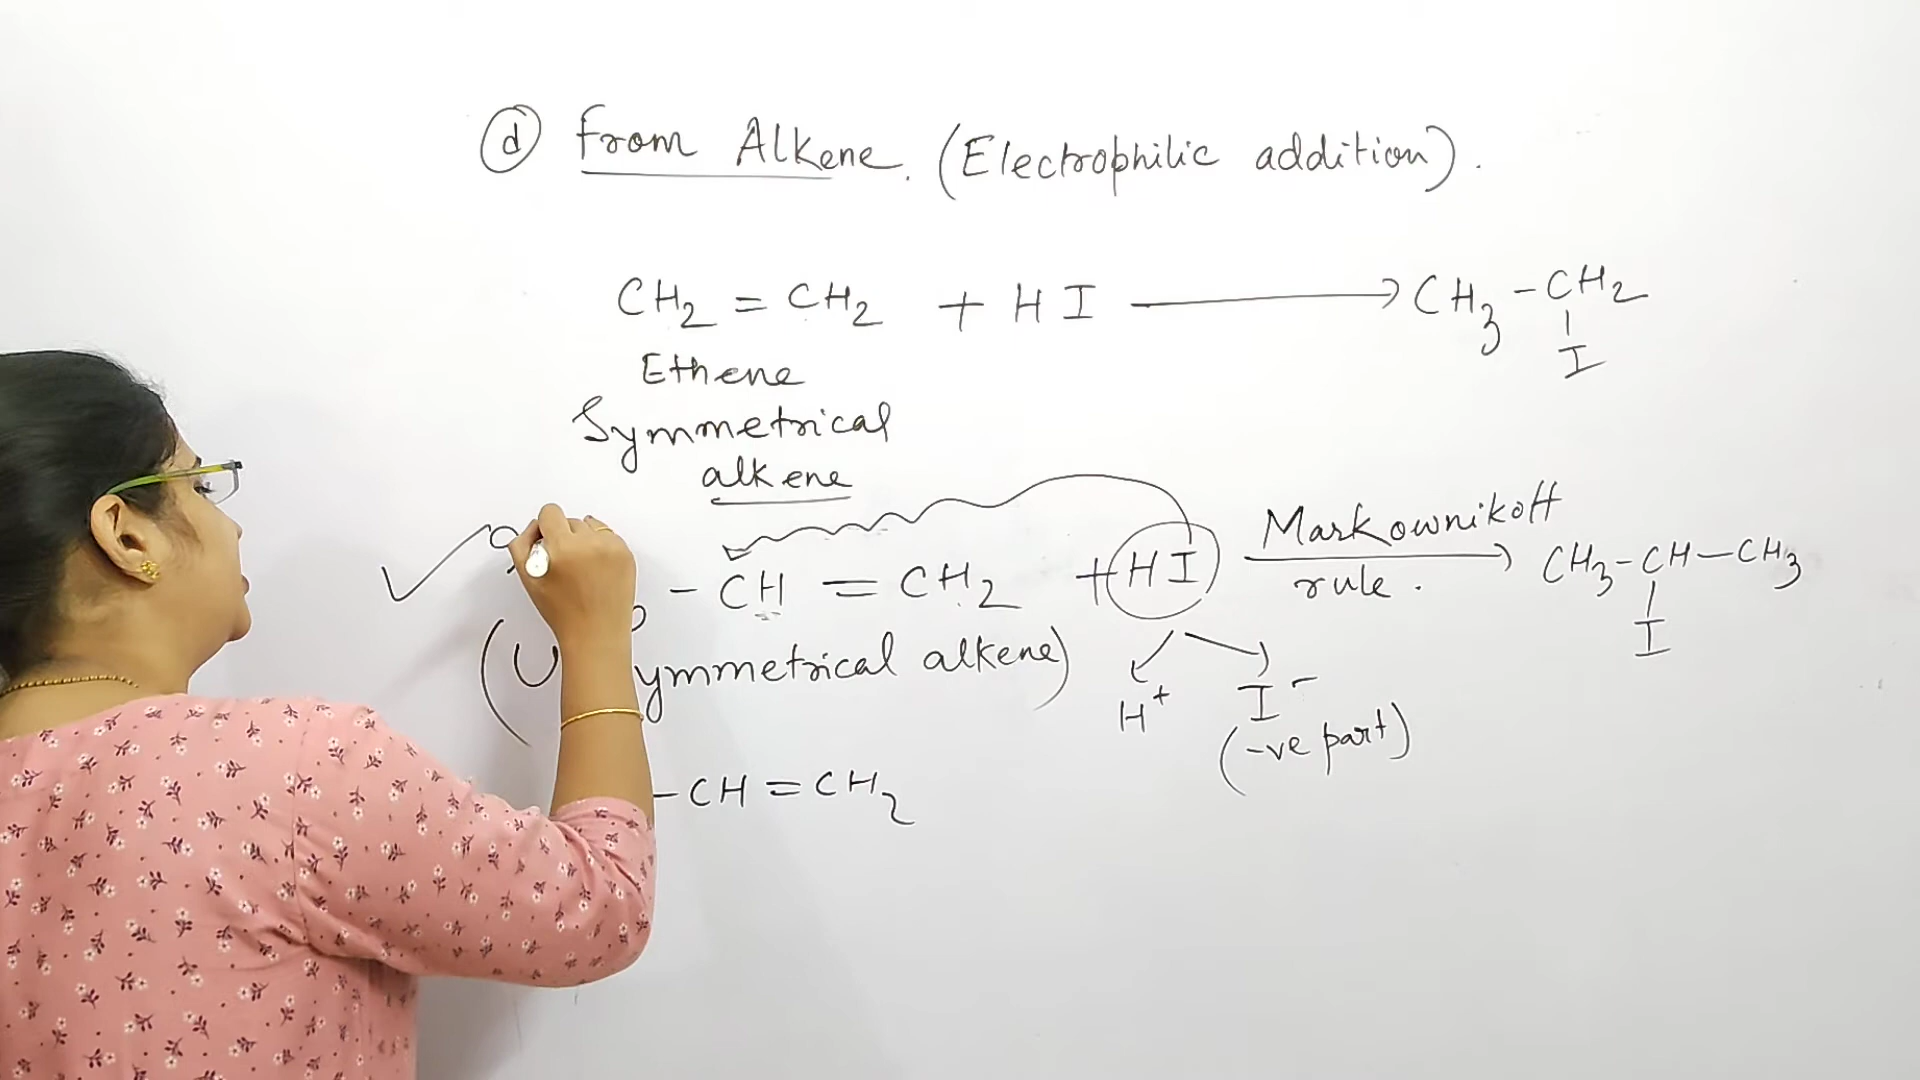 (d) From Alkene. (Electrophilic addition).
CH2 = CH2 + HI → CH3 - CH2
I
Ethene
Symmetrical
alkene
- CH = CH2 + HI Markownikoff → CH3 - CH - CH3
rule.
I
(U ymmetrical alkene)
H+ I-
(-ve part)
- CH = CH2